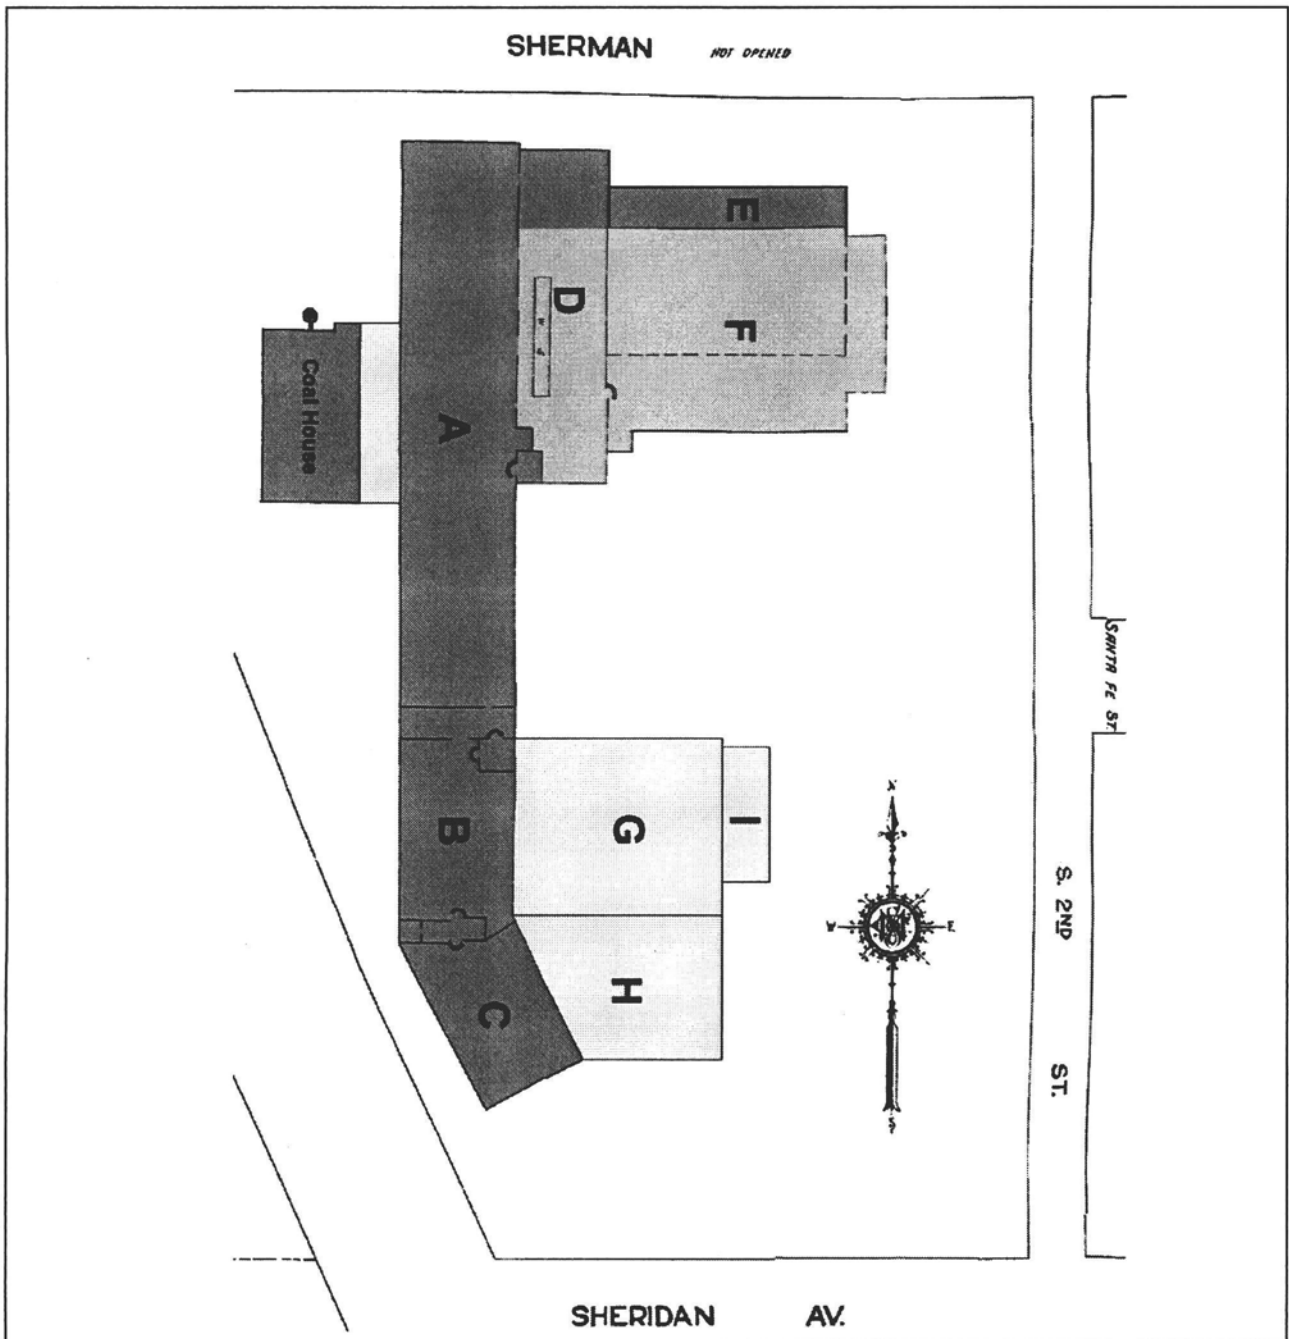 SHERMAN NOT OPENED
E
D
F
Coal House
A
SANTA FE ST.
B
G
I
W E
S. 2ND ST.
C
H
S
SHERIDAN AV.